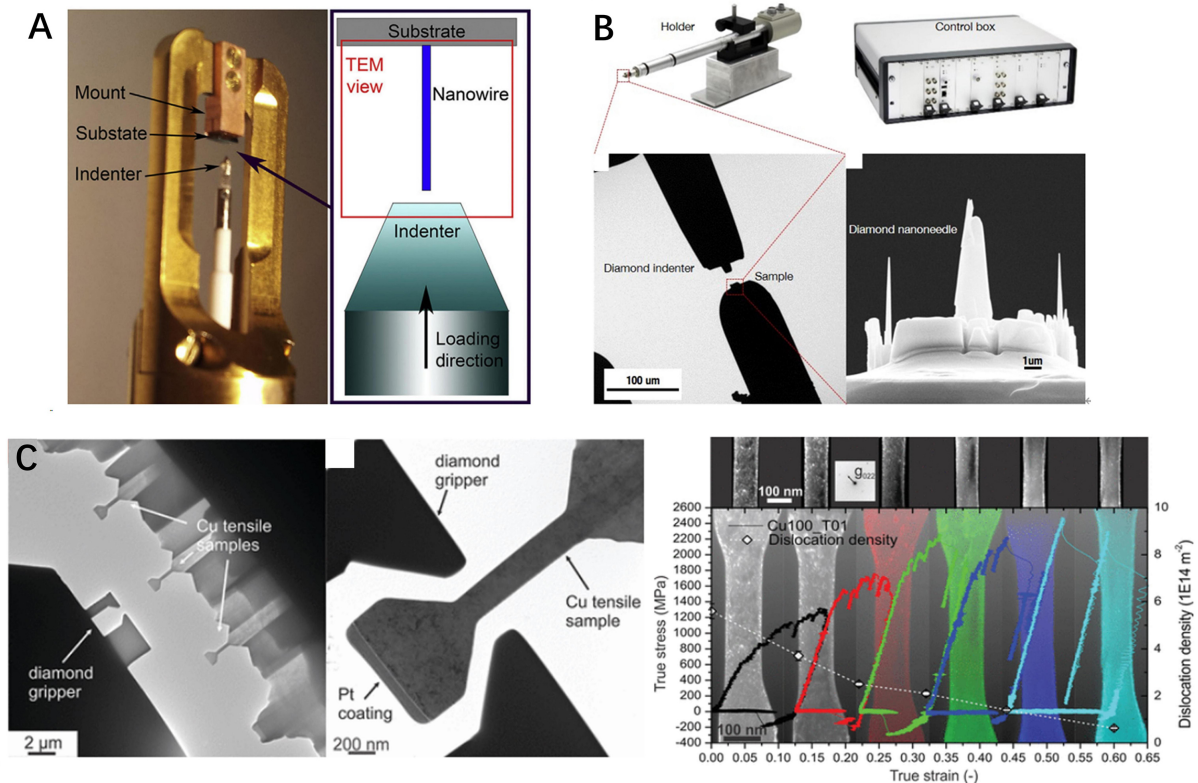 A
Mount
Substate
Indenter
Substrate
TEM
view
Nanowire
Indenter
Loading
direction
B
Holder
Control box
Diamond indenter
Sample
100 um
Diamond nanoneedle
1um
C
Cu tensile
samples
diamond
gripper
2 µm
diamond
gripper
Cu tensile
sample
Pt
coating
200 nm
100 nm
g022
True stress (MPa)
2600
2400
2200
2000
1800
1600
1400
1200
1000
800
600
400
200
0
-200
-400
Cu100_T01
Dislocation density
100 nm
10
8
6
4
2
0
Dislocation density (1E14 m-2)
0.00 0.05 0.10 0.15 0.20 0.25 0.30 0.35 0.40 0.45 0.50 0.55 0.60 0.65
True strain (-)